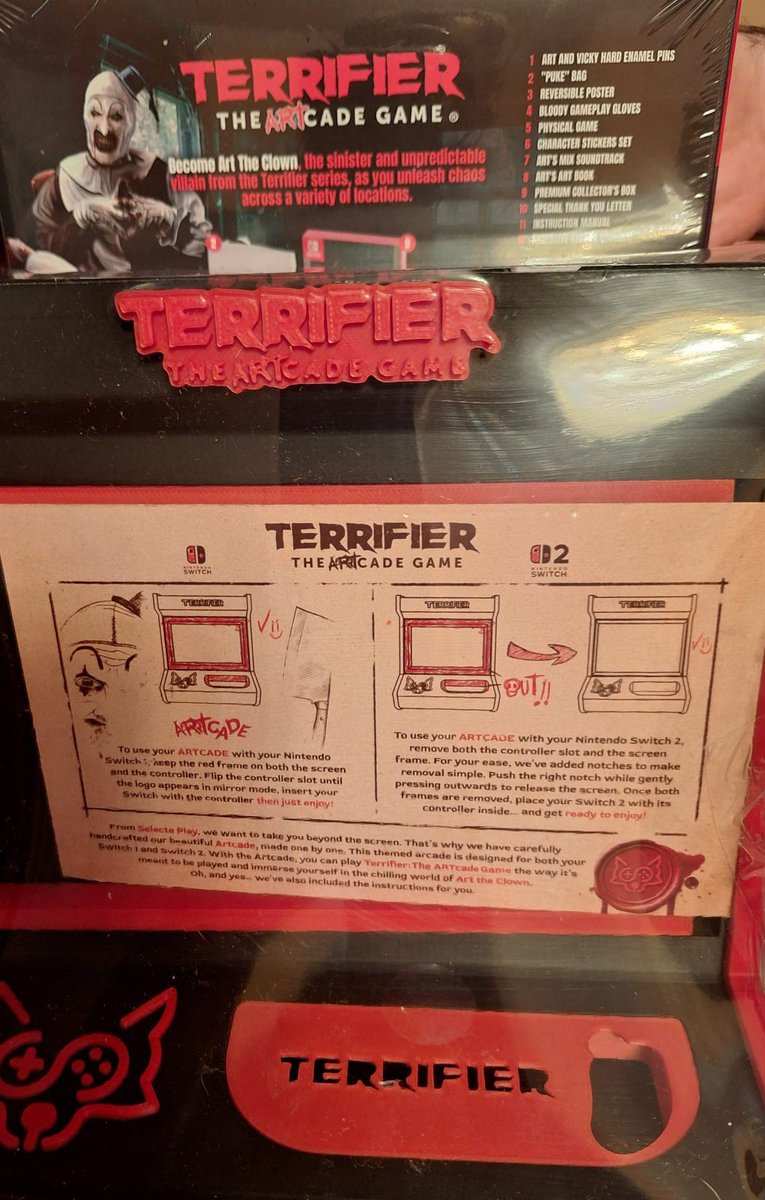 TERRIFIER
THE ARTCADE GAME ®
Become Art The Clown, the sinister and unpredictable
villain from the Terrifier series, as you unleash chaos
across a variety of locations.
2
9
1 ART AND VICKY HARD ENAMEL PINS
2 "PUKE" BAG
3 REVERSIBLE POSTER
4 BLOODY GAMEPLAY GLOVES
5 PHYSICAL GAME
6 CHARACTER STICKERS SET
7 ART'S MIX SOUNDTRACK
8 ART'S ART BOOK
9 PREMIUM COLLECTOR'S BOX
10 SPECIAL THANK YOU LETTER
11 INSTRUCTION MANUAL
TERRIFIER
THE ARTCADE GAME
TERRIFIER
THE ARTCADE GAME
NINTENDO
SWITCH
2
NINTENDO
SWITCH
TERRIFIER
ARTCADE
To use your ARTCADE with your Nintendo
Switch 1, keep the red frame on both the screen
and the controller. Flip the controller slot until
the logo appears in mirror mode, insert your
Switch with the controller then just enjoy!
TERRIFIER
OUT!!
TERRIFIER
To use your ARTCADE with your Nintendo Switch 2,
remove both the controller slot and the screen
frame. For your ease, we've added notches to make
removal simple. Push the right notch while gently
pressing outwards to release the screen. Once both
frames are removed, place your Switch 2 with its
controller inside... and get ready to enjoy!
From Selecta Play, we want to take you beyond the screen. That's why we have carefully
handcrafted our beautiful Artcade, made one by one. This themed arcade is designed for both your
Switch 1 and Switch 2. With the Artcade, you can play Terrifier: The ARTcade Game the way it's
meant to be played and immerse yourself in the chilling world of Art the Clown.
Oh, and yes... we've also included the instructions for you.
TERRIFIER